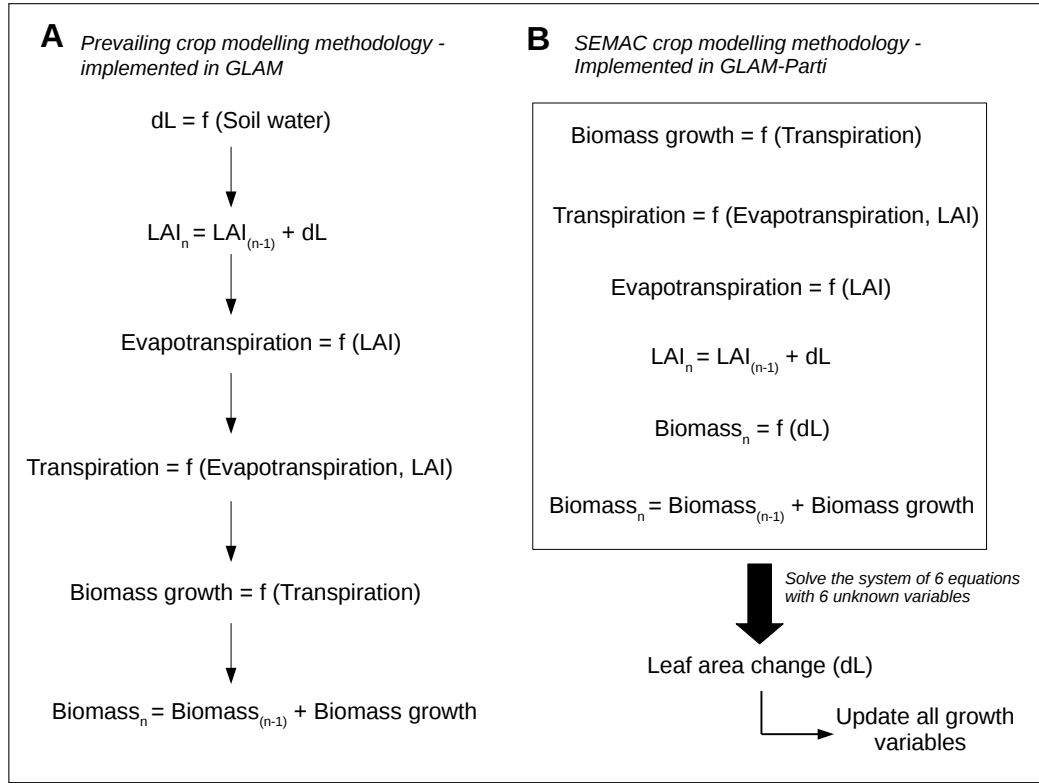 A Prevailing crop modelling methodology -
implemented in GLAM
dL = f (Soil water)
LAIₙ = LAI₍ₙ₋₁₎ + dL
Evapotranspiration = f (LAI)
Transpiration = f (Evapotranspiration, LAI)
Biomass growth = f (Transpiration)
Biomassₙ = Biomass₍ₙ₋₁₎ + Biomass growth
B SEMAC crop modelling methodology -
Implemented in GLAM-Parti
Biomass growth = f (Transpiration)
Transpiration = f (Evapotranspiration, LAI)
Evapotranspiration = f (LAI)
LAIₙ = LAI₍ₙ₋₁₎ + dL
Biomassₙ = f (dL)
Biomassₙ = Biomass₍ₙ₋₁₎ + Biomass growth
Solve the system of 6 equations
with 6 unknown variables
Leaf area change (dL)
Update all growth
variables